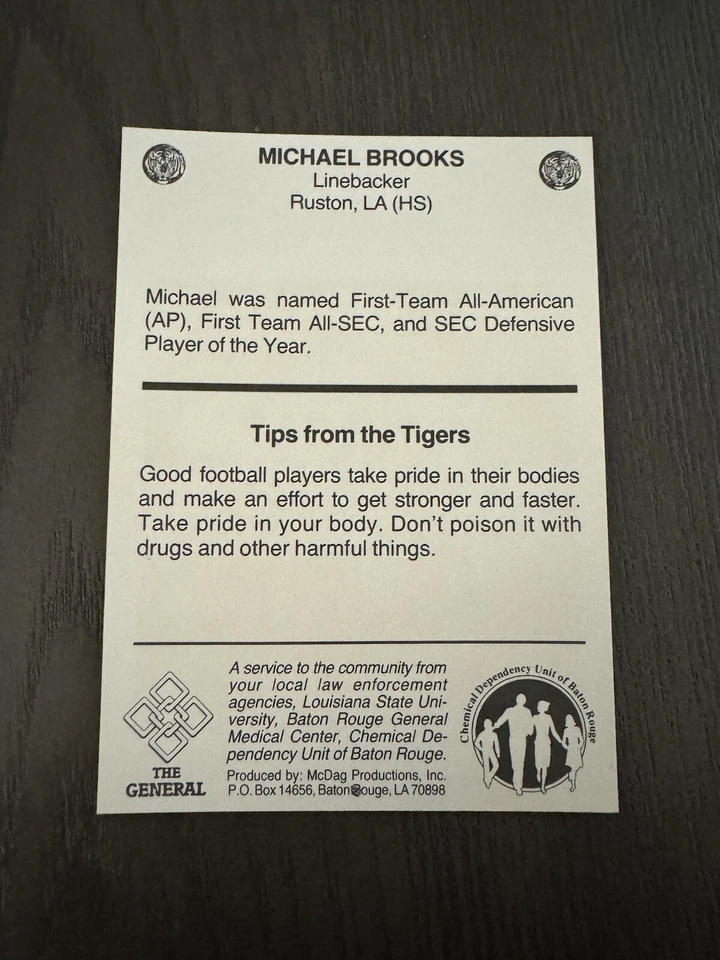 MICHAEL BROOKS
Linebacker
Ruston, LA (HS)
Michael was named First-Team All-American
(AP), First Team All-SEC, and SEC Defensive
Player of the Year.
Tips from the Tigers
Good football players take pride in their bodies
and make an effort to get stronger and faster.
Take pride in your body. Don't poison it with
drugs and other harmful things.
THE
GENERAL
A service to the community from
your local law enforcement
agencies, Louisiana State Uni-
versity, Baton Rouge General
Medical Center, Chemical De-
pendency Unit of Baton Rouge.
Produced by: McDag Productions, Inc.
P.O. Box 14656, Baton Rouge, LA 70898
Chemical Dependency Unit of Baton Rouge